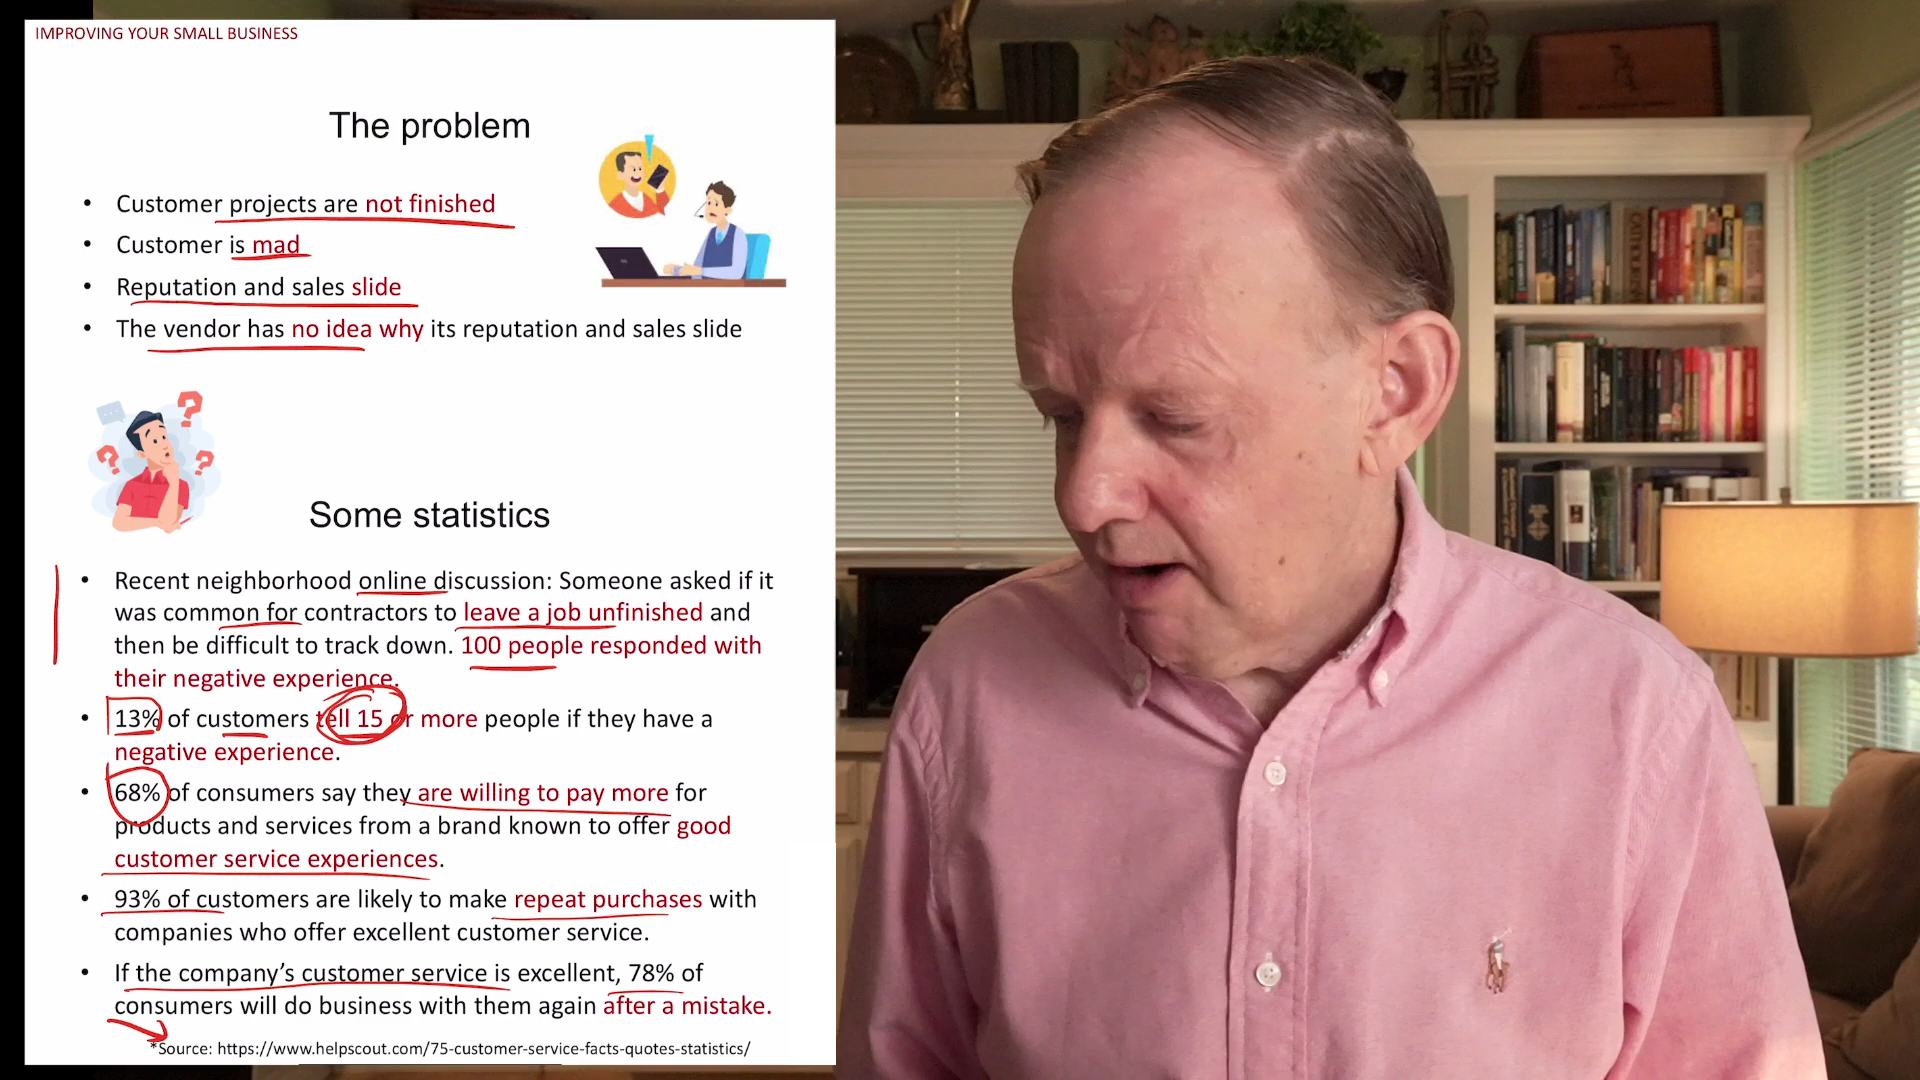 IMPROVING YOUR SMALL BUSINESS
The problem
• Customer projects are not finished
• Customer is mad
• Reputation and sales slide
• The vendor has no idea why its reputation and sales slide
Some statistics
• Recent neighborhood online discussion: Someone asked if it
was common for contractors to leave a job unfinished and
then be difficult to track down. 100 people responded with
their negative experience.
• 13% of customers tell 15 or more people if they have a
negative experience.
• 68% of consumers say they are willing to pay more for
products and services from a brand known to offer good
customer service experiences.
• 93% of customers are likely to make repeat purchases with
companies who offer excellent customer service.
• If the company’s customer service is excellent, 78% of
consumers will do business with them again after a mistake.
*Source: https://www.helpscout.com/75-customer-service-facts-quotes-statistics/